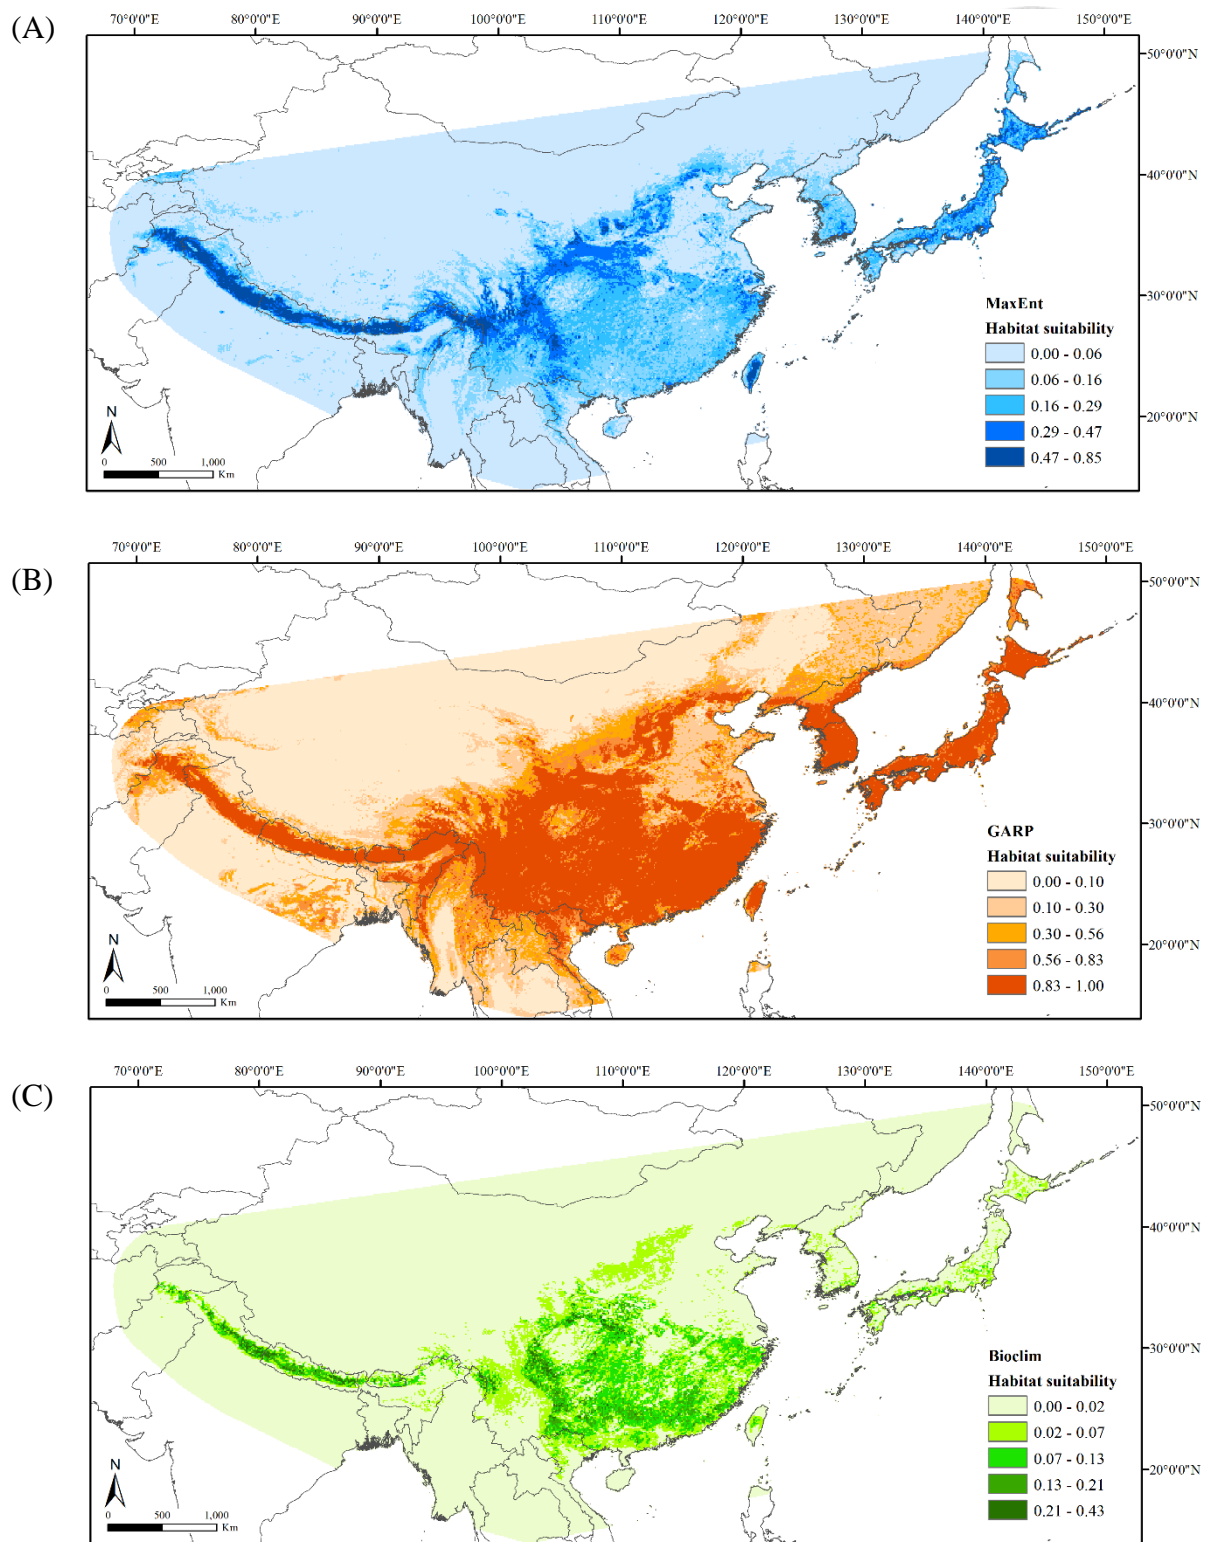 (A)
70°0'0"E 80°0'0"E 90°0'0"E 100°0'0"E 110°0'0"E 120°0'0"E 130°0'0"E 140°0'0"E 150°0'0"E
50°0'0"N
40°0'0"N
30°0'0"N
20°0'0"N
MaxEnt
Habitat suitability
0.00 - 0.06
0.06 - 0.16
0.16 - 0.29
0.29 - 0.47
0.47 - 0.85
N
0 500 1,000
Km
(B)
70°0'0"E 80°0'0"E 90°0'0"E 100°0'0"E 110°0'0"E 120°0'0"E 130°0'0"E 140°0'0"E 150°0'0"E
50°0'0"N
40°0'0"N
30°0'0"N
20°0'0"N
GARP
Habitat suitability
0.00 - 0.10
0.10 - 0.30
0.30 - 0.56
0.56 - 0.83
0.83 - 1.00
N
0 500 1,000
Km
(C)
70°0'0"E 80°0'0"E 90°0'0"E 100°0'0"E 110°0'0"E 120°0'0"E 130°0'0"E 140°0'0"E 150°0'0"E
50°0'0"N
40°0'0"N
30°0'0"N
20°0'0"N
Bioclim
Habitat suitability
0.00 - 0.02
0.02 - 0.07
0.07 - 0.13
0.13 - 0.21
0.21 - 0.43
N
0 500 1,000
Km